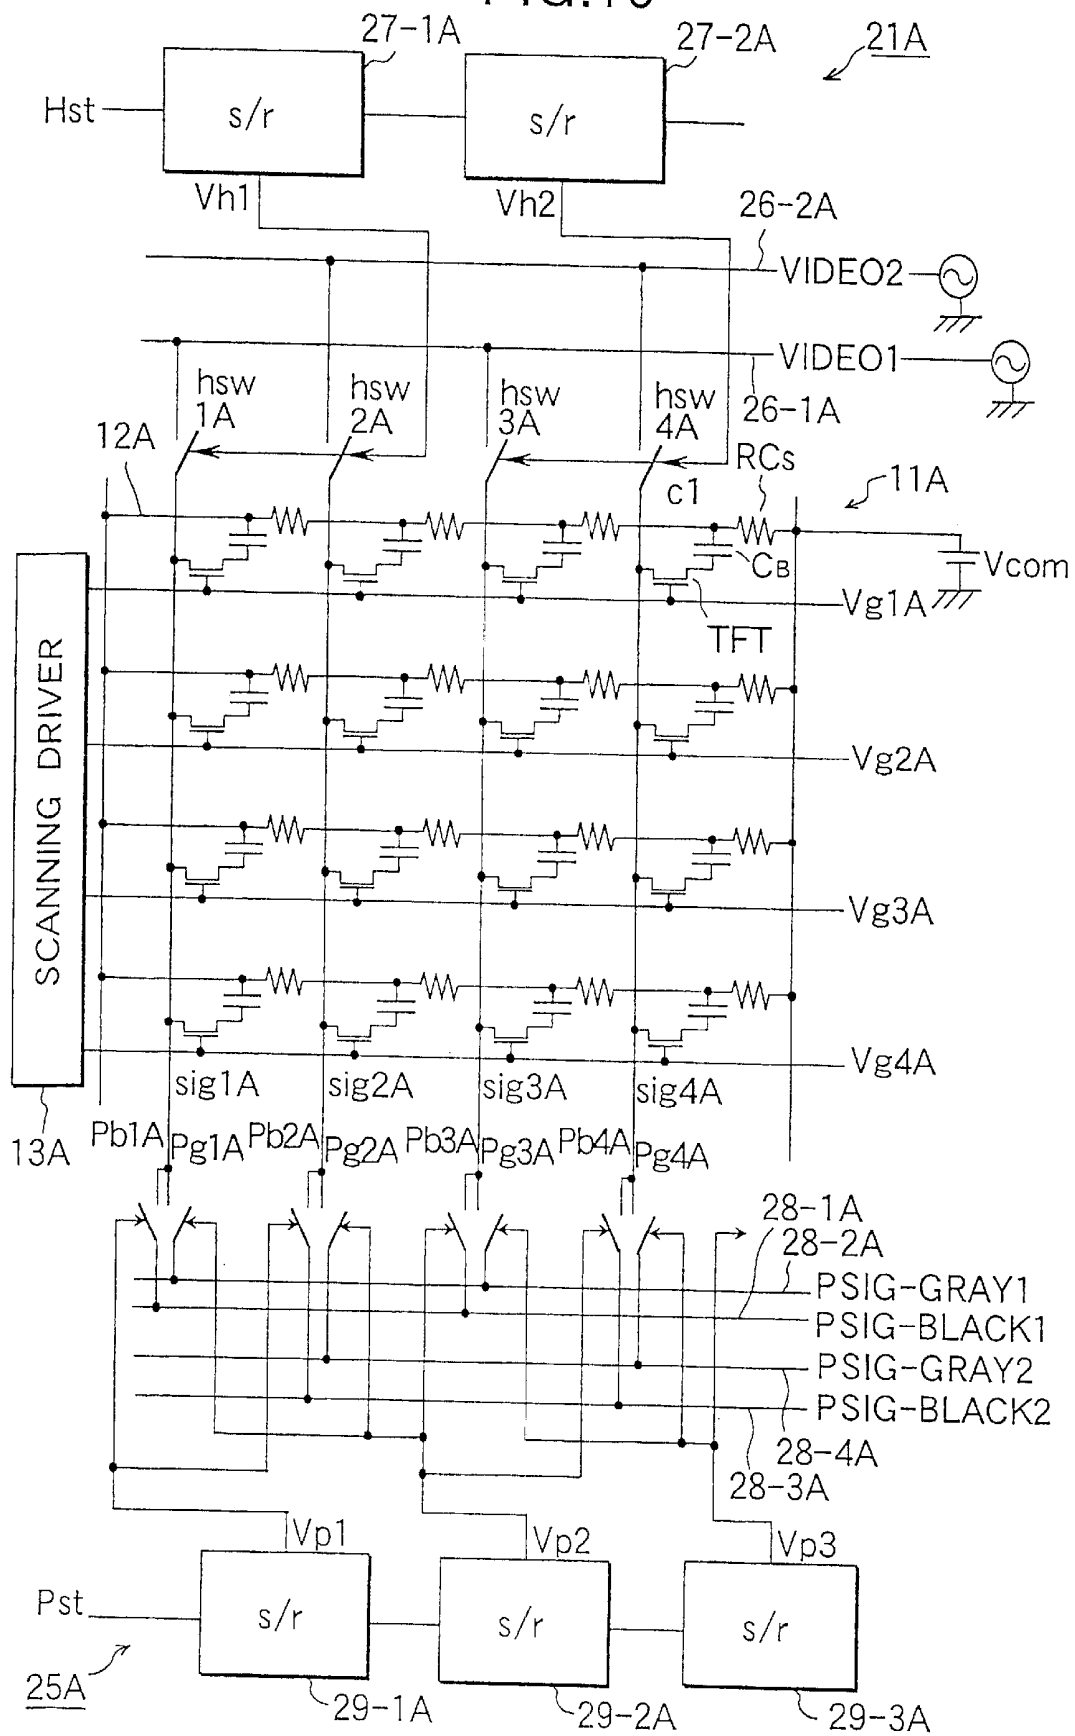 27-1A
27-2A
21A
Hst
s/r
s/r
Vh1
Vh2
26-2A
VIDEO2
VIDEO1
26-1A
hsw
1A
hsw
2A
hsw
3A
hsw
4A
12A
RCs
c1
11A
CB
Vcom
Vg1A
TFT
SCANNING DRIVER
Vg2A
Vg3A
Vg4A
sig1A
sig2A
sig3A
sig4A
13A
Pb1A
Pg1A
Pb2A
Pg2A
Pb3A
Pg3A
Pb4A
Pg4A
28-1A
28-2A
PSIG-GRAY1
PSIG-BLACK1
PSIG-GRAY2
PSIG-BLACK2
28-4A
28-3A
Vp1
Vp2
Vp3
Pst
s/r
s/r
s/r
25A
29-1A
29-2A
29-3A